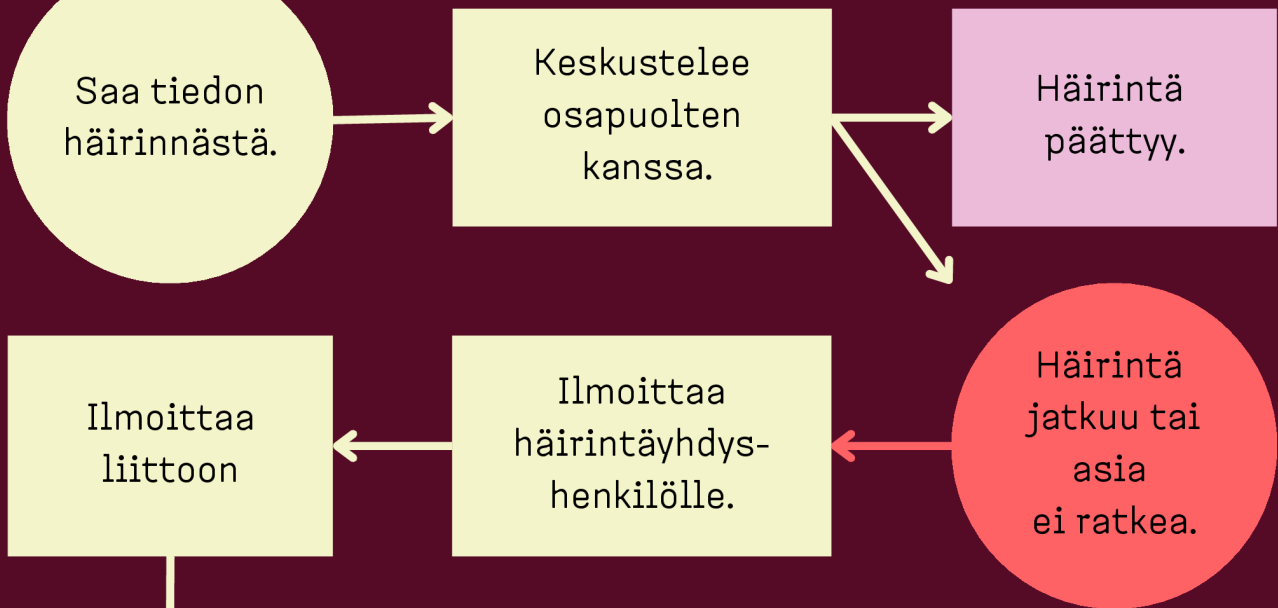 Saa tiedon
häirinnästä.
Keskustelee
osapuolten
kanssa.
Häirintä
päättyy.
Häirintä
jatkuu tai
asia
ei ratkea.
Ilmoittaa
häirintäyhdys-
henkilölle.
Ilmoittaa
liittoon